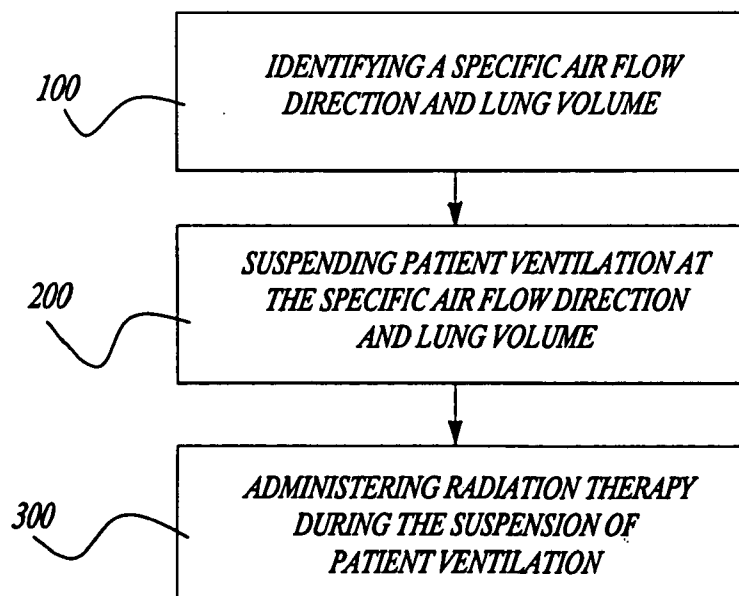 100
IDENTIFYING A SPECIFIC AIR FLOW
DIRECTION AND LUNG VOLUME
200
SUSPENDING PATIENT VENTILATION AT
THE SPECIFIC AIR FLOW DIRECTION
AND LUNG VOLUME
300
ADMINISTERING RADIATION THERAPY
DURING THE SUSPENSION OF
PATIENT VENTILATION